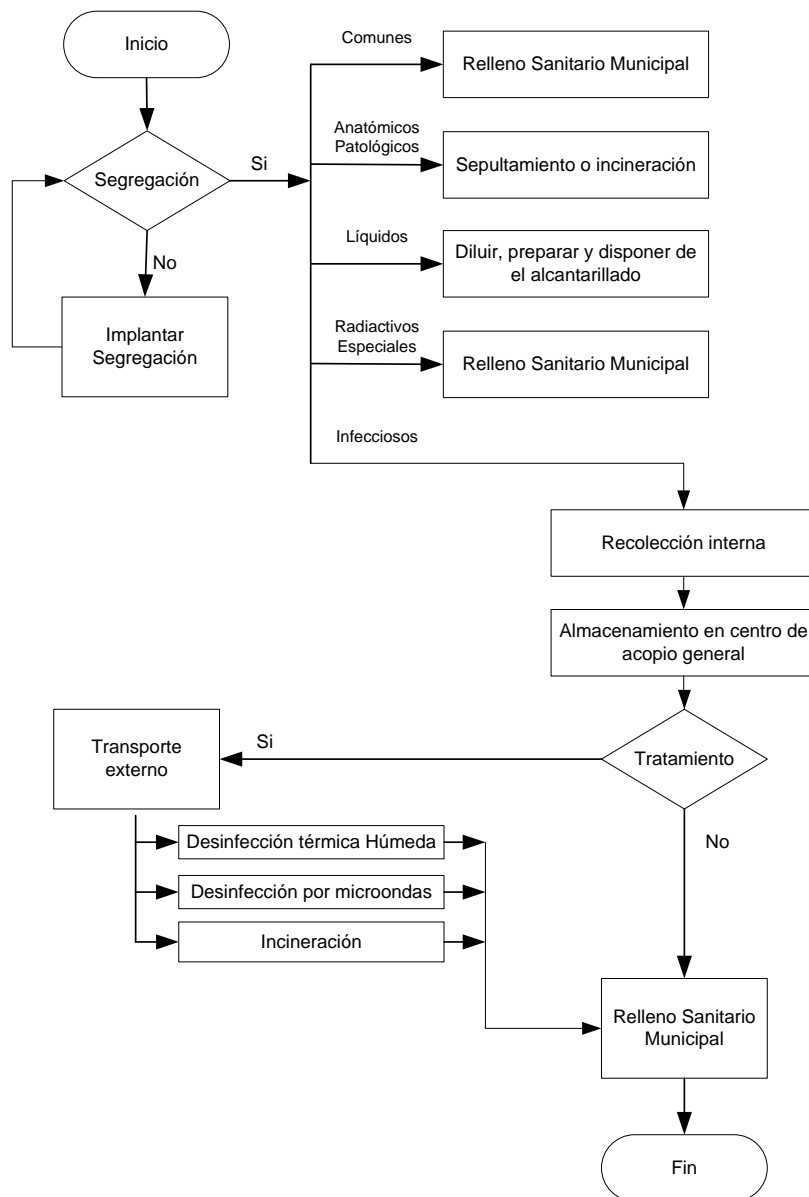 Inicio
Segregación
Si
No
Implantar
Segregación
Comunes
Relleno Sanitario Municipal
Anatómicos
Patológicos
Sepultamiento o incineración
Líquidos
Diluir, preparar y disponer de
el alcantarillado
Radiactivos
Especiales
Relleno Sanitario Municipal
Infecciosos
Recolección interna
Almacenamiento en centro de
acopio general
Tratamiento
Si
No
Transporte
externo
Desinfección térmica Húmeda
Desinfección por microondas
Incineración
Relleno Sanitario
Municipal
Fin